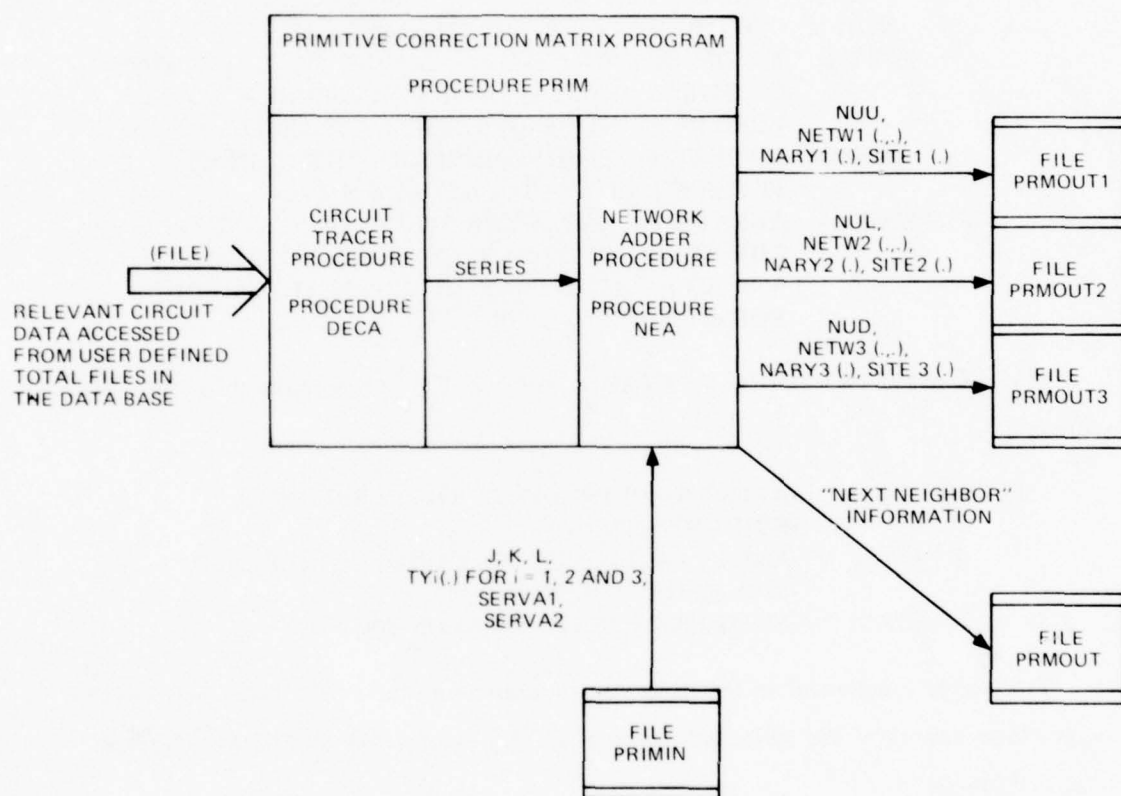 PRIMITIVE CORRECTION MATRIX PROGRAM
PROCEDURE PRIM
(FILE)
RELEVANT CIRCUIT
DATA ACCESSED
FROM USER DEFINED
TOTAL FILES IN
THE DATA BASE
CIRCUIT
TRACER
PROCEDURE
PROCEDURE
DECA
SERIES
NETWORK
ADDER
PROCEDURE
PROCEDURE
NEA
NUU,
NETW1 (.,.),
NARY1 (.), SITE1 (.)
FILE
PRMOUT1
NUL,
NETW2 (.,.),
NARY2 (.), SITE2 (.)
FILE
PRMOUT2
NUD,
NETW3 (.,.),
NARY3 (.), SITE 3 (.)
FILE
PRMOUT3
"NEXT NEIGHBOR"
INFORMATION
FILE
PRMOUT
J, K, L,
TYi(.) FOR i = 1, 2 AND 3,
SERVA1,
SERVA2
FILE
PRIMIN